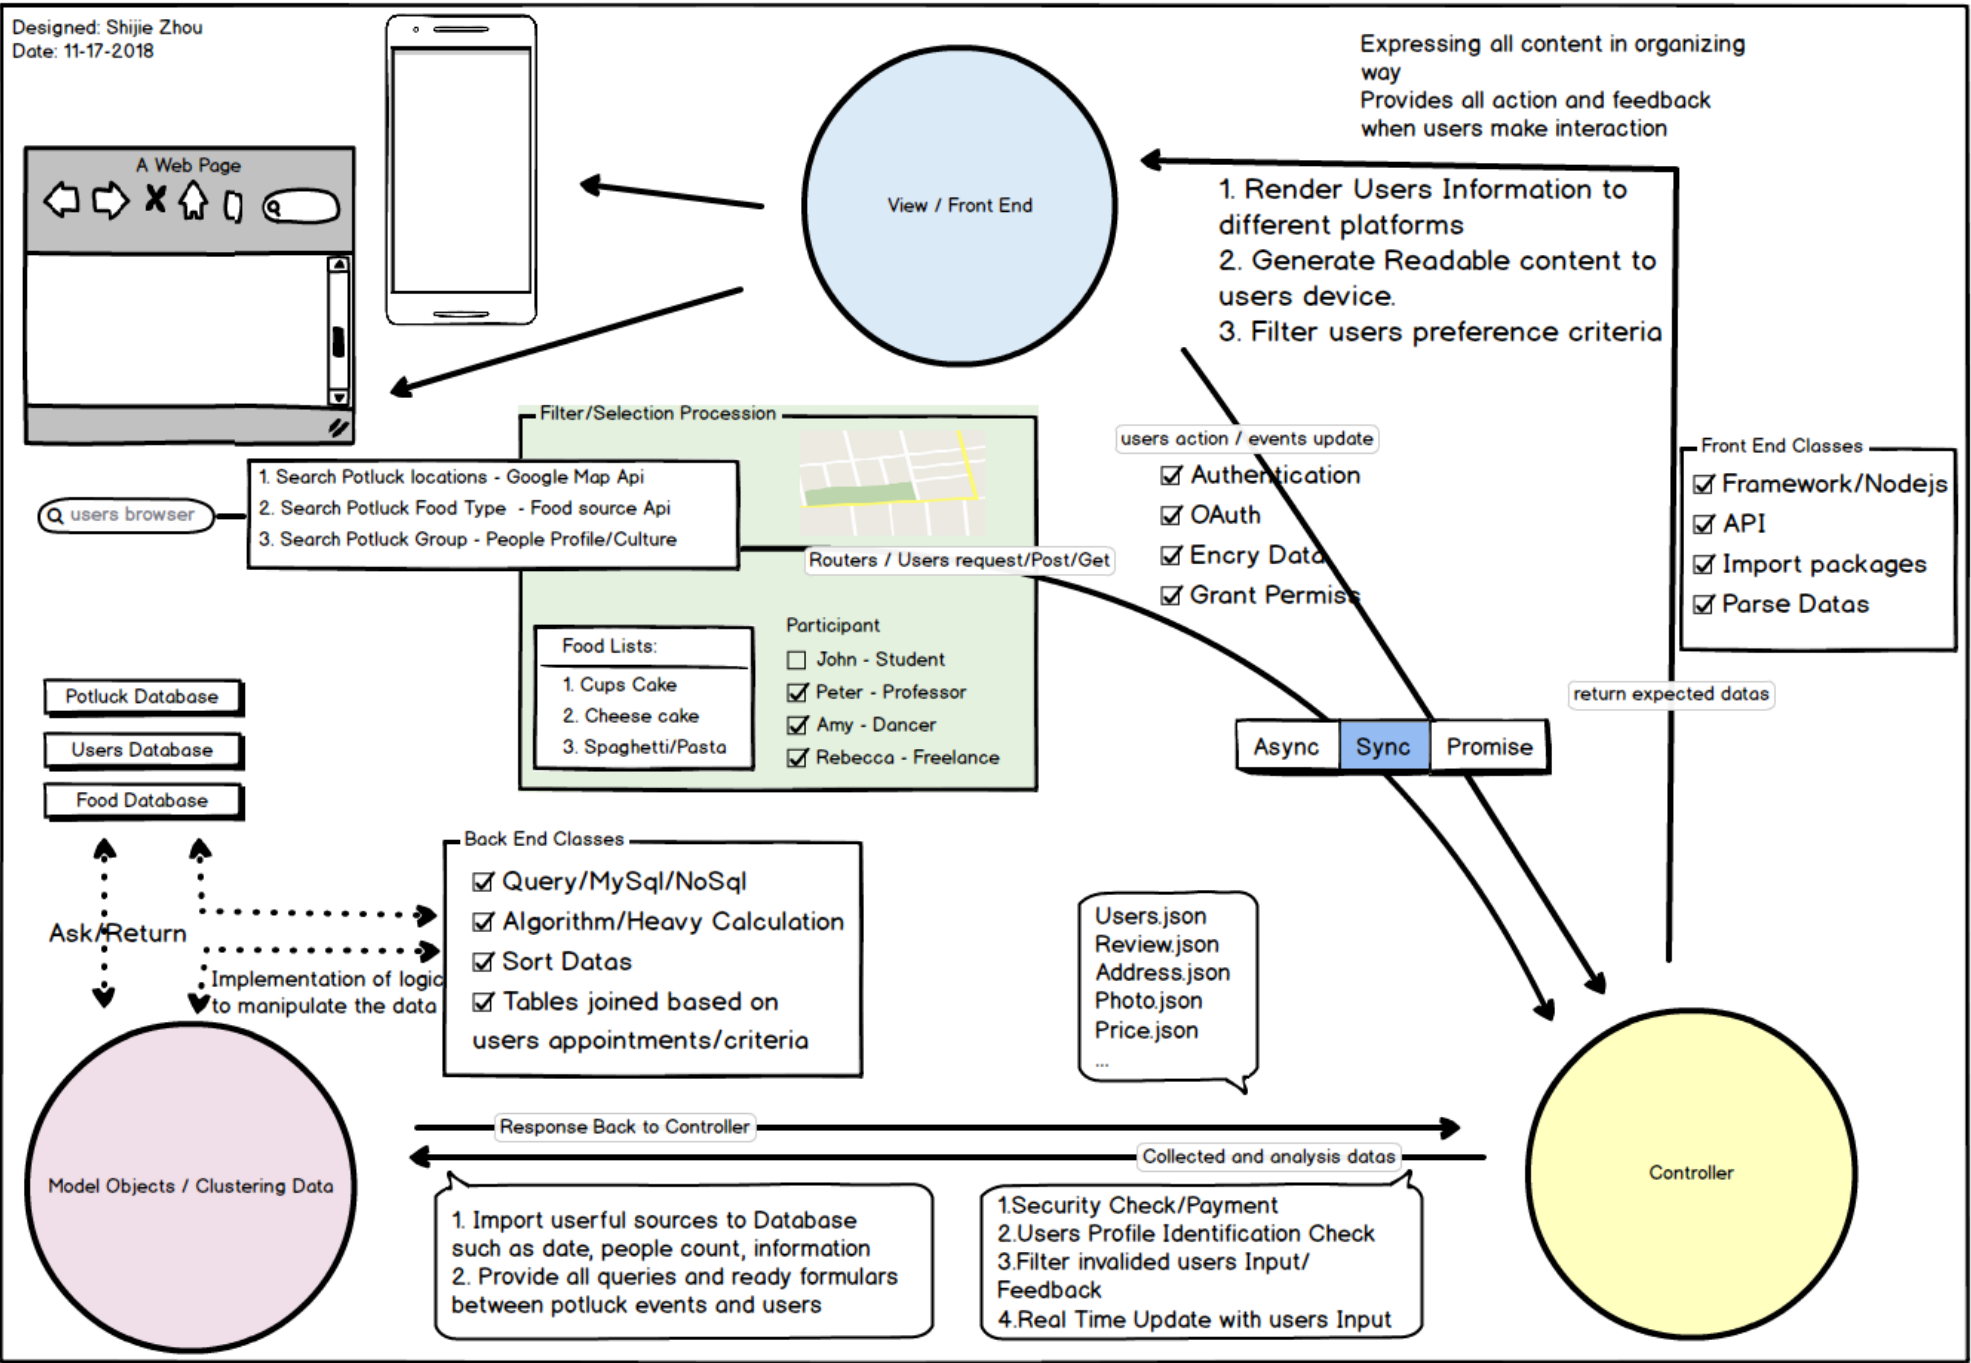 Designed: Shijie Zhou
Date: 11-17-2018
A Web Page
View / Front End
Expressing all content in organizing
way
Provides all action and feedback
when users make interaction
1. Render Users Information to
different platforms
2. Generate Readable content to
users device.
3. Filter users preference criteria
Filter/Selection Procession
users browser
1. Search Potluck locations - Google Map Api
2. Search Potluck Food Type - Food source Api
3. Search Potluck Group - People Profile/Culture
Routers / Users request/Post/Get
Food Lists:
1. Cups Cake
2. Cheese cake
3. Spaghetti/Pasta
Participant
John - Student
Peter - Professor
Amy - Dancer
Rebecca - Freelance
users action / events update
Authentication
OAuth
Encry Data
Grant Permiss
Front End Classes
Framework/Nodejs
API
Import packages
Parse Datas
return expected datas
Async
Sync
Promise
Potluck Database
Users Database
Food Database
Ask/Return
Implementation of logic
to manipulate the data
Back End Classes
Query/MySql/NoSql
Algorithm/Heavy Calculation
Sort Datas
Tables joined based on
users appointments/criteria
Users.json
Review.json
Address.json
Photo.json
Price.json
...
Response Back to Controller
Collected and analysis datas
Model Objects / Clustering Data
Controller
1. Import userful sources to Database
such as date, people count, information
2. Provide all queries and ready formulars
between potluck events and users
1.Security Check/Payment
2.Users Profile Identification Check
3.Filter invalided users Input/
Feedback
4.Real Time Update with users Input